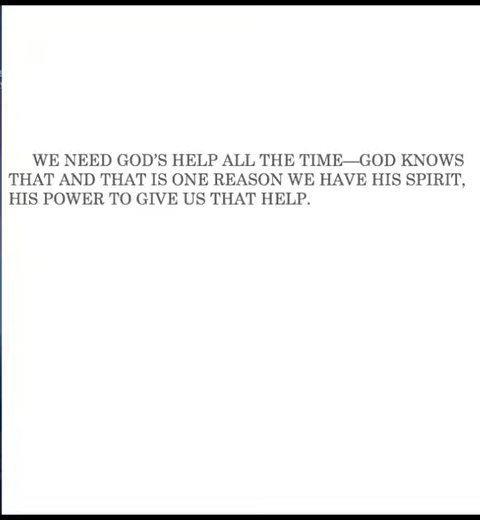 WE NEED GOD'S HELP ALL THE TIME—GOD KNOWS
THAT AND THAT IS ONE REASON WE HAVE HIS SPIRIT,
HIS POWER TO GIVE US THAT HELP.